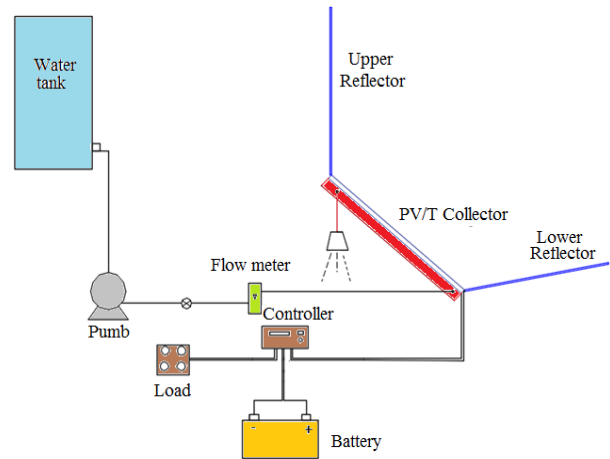 Water
tank
Upper
Reflector
PV/T Collector
Lower
Reflector
Flow meter
Pumb
Controller
Load
-
+
Battery